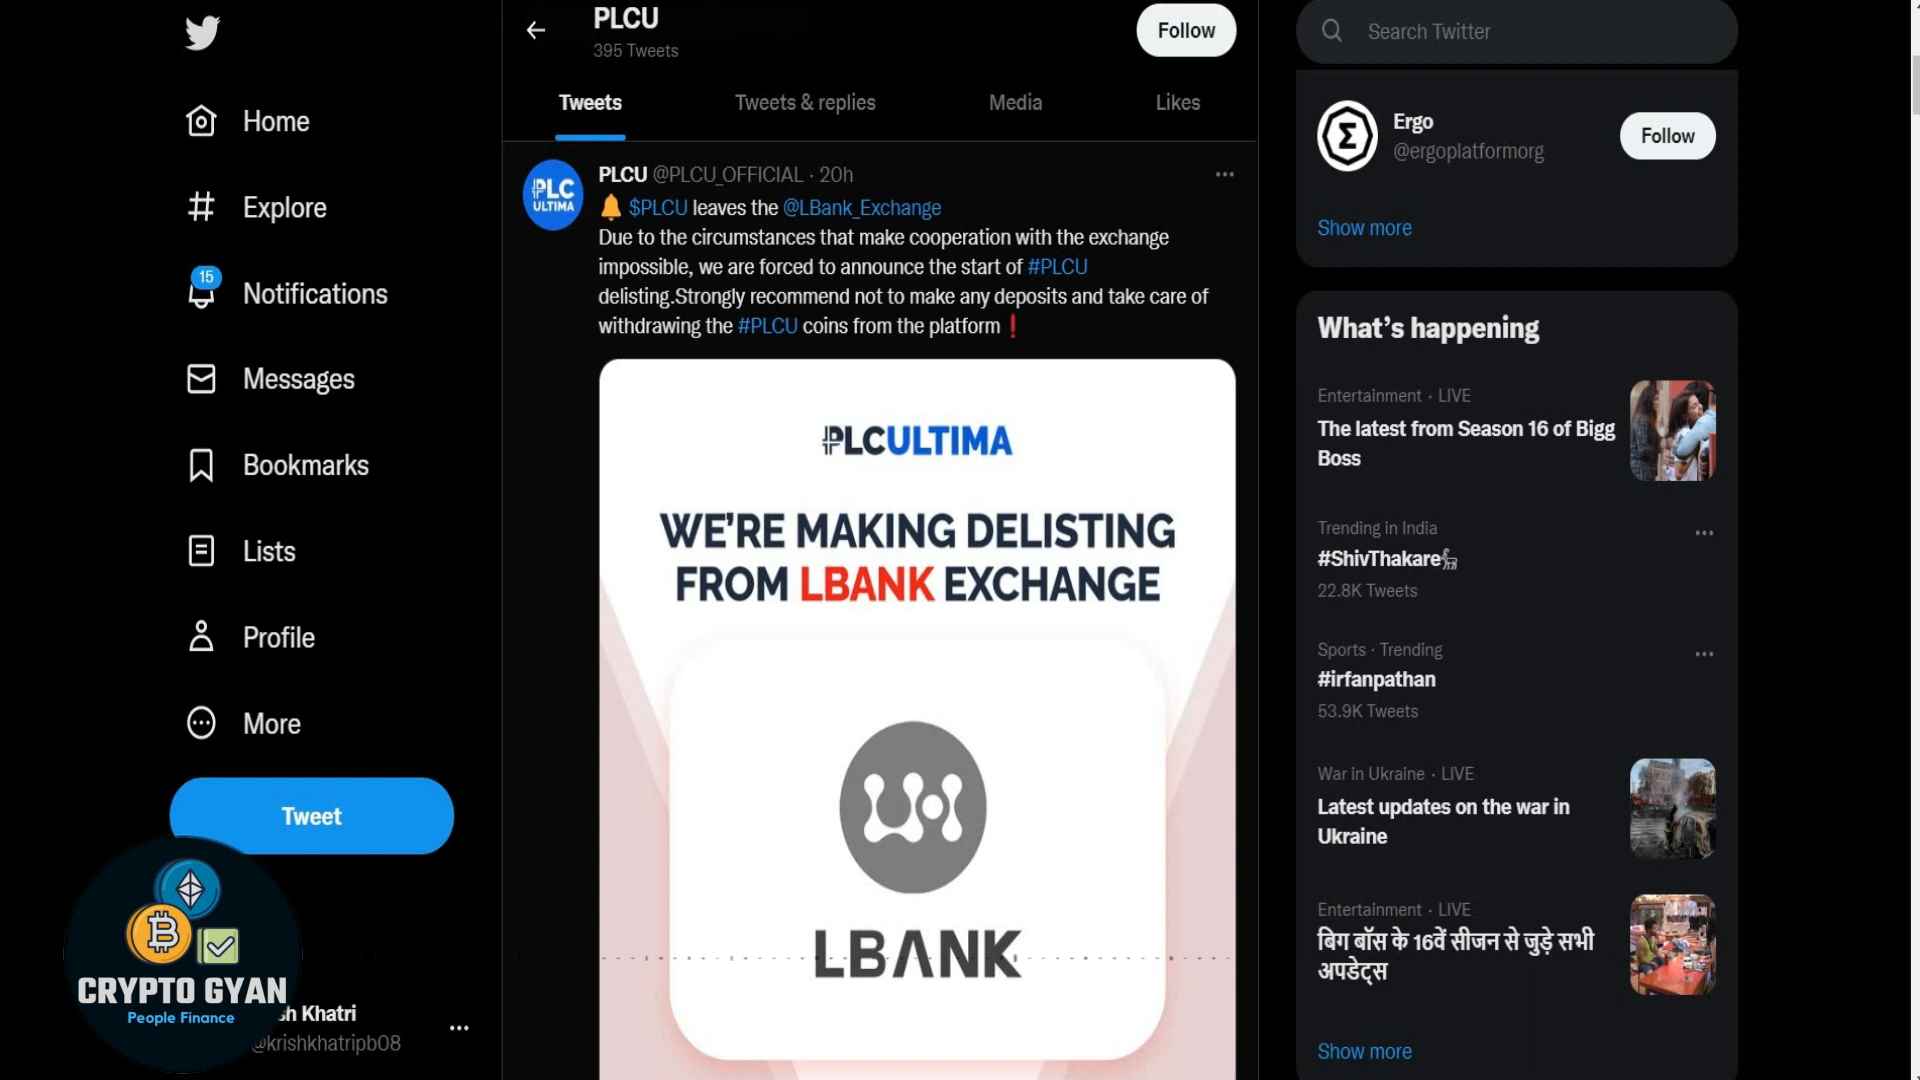 Home
Explore
15
Notifications
Messages
Bookmarks
Lists
Profile
More
Tweet
CRYPTO GYAN
People Finance
sh Khatri
@krishkhatripb08
PLCU
395 Tweets
Follow
Tweets
Tweets & replies
Media
Likes
PLC
ULTIMA
PLCU @PLCU_OFFICIAL · 20h
🔔 $PLCU leaves the @LBank_Exchange
Due to the circumstances that make cooperation with the exchange
impossible, we are forced to announce the start of #PLCU
delisting.Strongly recommend not to make any deposits and take care of
withdrawing the #PLCU coins from the platform❗
PLCULTIMA
WE'RE MAKING DELISTING
FROM LBANK EXCHANGE
LBANK
Search Twitter
Ergo
@ergoplatformorg
Follow
Show more
What's happening
Entertainment · LIVE
The latest from Season 16 of Bigg
Boss
Trending in India
#ShivThakare
22.8K Tweets
Sports · Trending
#irfanpathan
53.9K Tweets
War in Ukraine · LIVE
Latest updates on the war in
Ukraine
Entertainment · LIVE
बिग बॉस के 16वें सीजन से जुड़े सभी
अपडेट्स
Show more